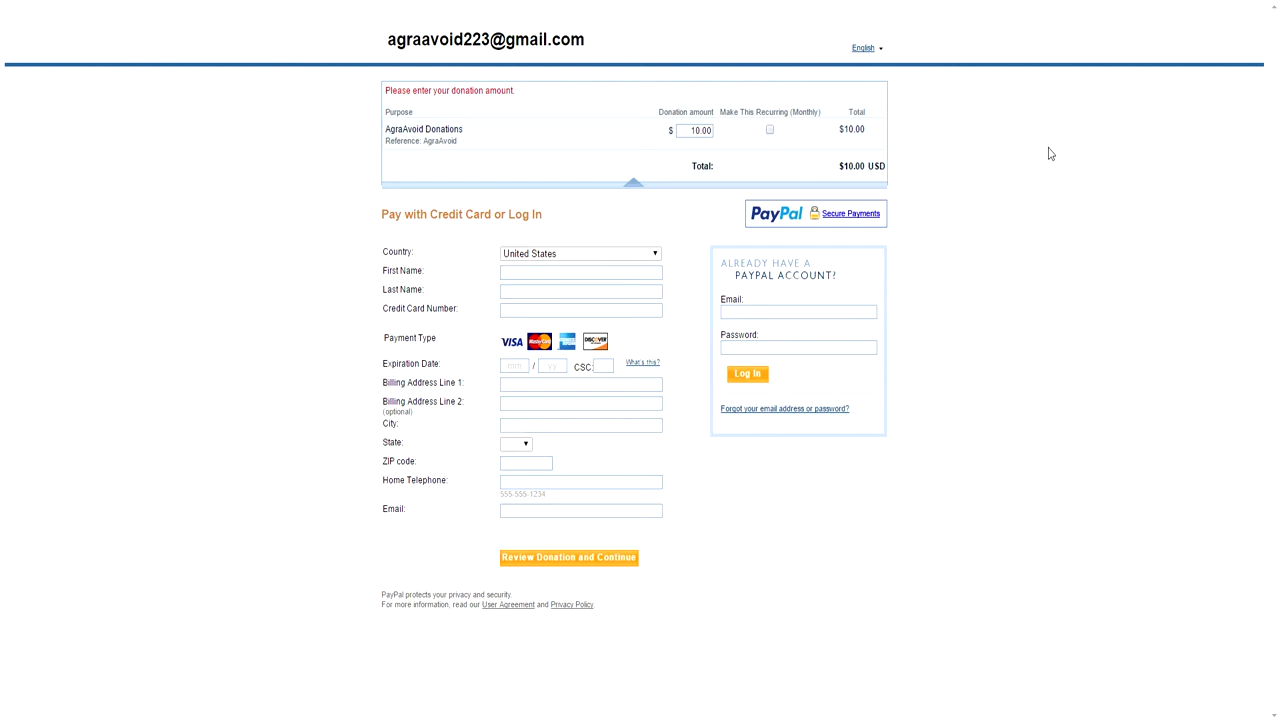 agraavoid223@gmail.com
English
Please enter your donation amount.
Purpose Donation amount Make This Recurring (Monthly) Total
AgraAvoid Donations $ 10.00 $10.00
Reference: AgraAvoid
Total: $10.00 USD
Pay with Credit Card or Log In
PayPal Secure Payments
Country: United States
First Name:
Last Name:
Credit Card Number:
Payment Type VISA MasterCard AMERICAN EXPRESS DISCOVER
Expiration Date: mm / yy CSC: What's this?
Billing Address Line 1:
Billing Address Line 2:
(optional)
City:
State:
ZIP code:
Home Telephone:
555-555-1234
Email:
Review Donation and Continue
ALREADY HAVE A
PAYPAL ACCOUNT?
Email:
Password:
Log In
Forgot your email address or password?
PayPal protects your privacy and security.
For more information, read our User Agreement and Privacy Policy.